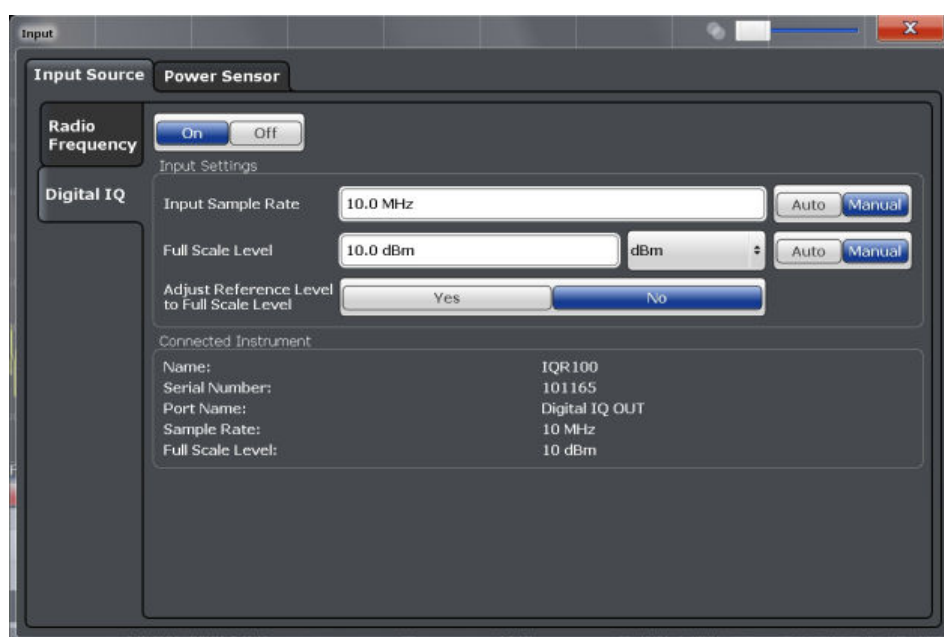 Input
Input Source Power Sensor
Radio
Frequency
On Off
Input Settings
Digital IQ
Input Sample Rate 10.0 MHz Auto Manual
Full Scale Level 10.0 dBm dBm Auto Manual
Adjust Reference Level
to Full Scale Level
Yes No
Connected Instrument
Name: IQR100
Serial Number: 101165
Port Name: Digital IQ OUT
Sample Rate: 10 MHz
Full Scale Level: 10 dBm